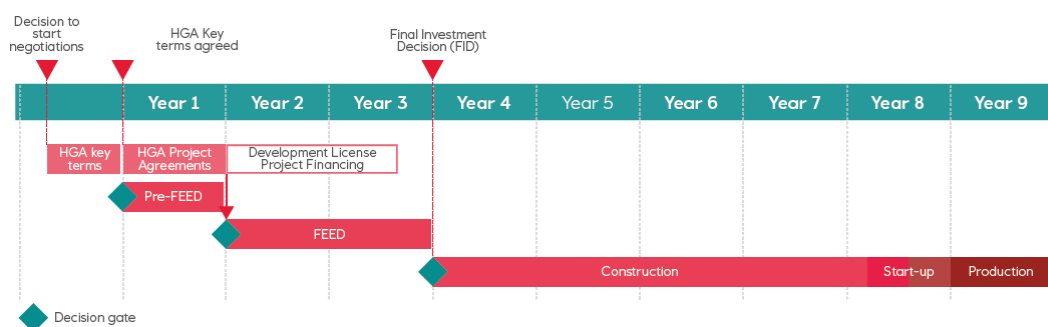 Decision to
start
negotiations
HGA Key
terms agreed
Final Investment
Decision (FID)
Year 1
Year 2
Year 3
Year 4
Year 5
Year 6
Year 7
Year 8
Year 9
HGA key
terms
HGA Project
Agreements
Development License
Project Financing
Pre-FEED
FEED
Construction
Start-up
Production
Decision gate